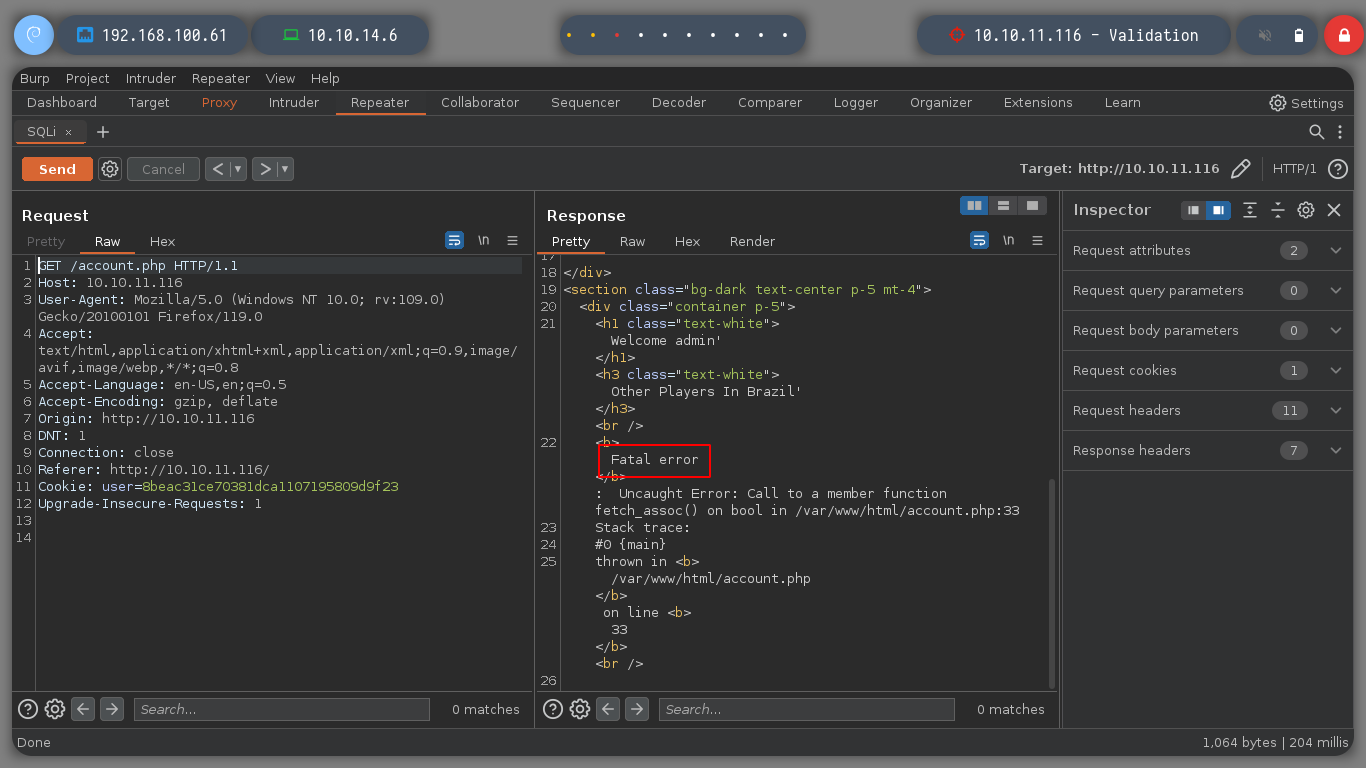 192.168.100.61
10.10.14.6
10.10.11.116 - Validation
Burp Project Intruder Repeater View Help
Dashboard Target Proxy Intruder Repeater Collaborator Sequencer Decoder Comparer Logger Organizer Extensions Learn Settings
SQLi × +
Send Cancel < > Target: http://10.10.11.116 HTTP/1 ?
Request
Pretty Raw Hex \n
1 GET /account.php HTTP/1.1
2 Host: 10.10.11.116
3 User-Agent: Mozilla/5.0 (Windows NT 10.0; rv:109.0)
Gecko/20100101 Firefox/119.0
4 Accept:
text/html,application/xhtml+xml,application/xml;q=0.9,image/
avif,image/webp,*/*;q=0.8
5 Accept-Language: en-US,en;q=0.5
6 Accept-Encoding: gzip, deflate
7 Origin: http://10.10.11.116
8 DNT: 1
9 Connection: close
10 Referer: http://10.10.11.116/
11 Cookie: user=8beac31ce70381dca1107195809d9f23
12 Upgrade-Insecure-Requests: 1
13
14
Search... 0 matches
Response
Pretty Raw Hex Render \n
17
18 </div>
19 <section class="bg-dark text-center p-5 mt-4">
20 <div class="container p-5">
21 <h1 class="text-white">
Welcome admin'
</h1>
<h3 class="text-white">
Other Players In Brazil'
</h3>
<br />
22 <b>
Fatal error
</b>
: Uncaught Error: Call to a member function
fetch_assoc() on bool in /var/www/html/account.php:33
23 Stack trace:
24 #0 {main}
25 thrown in <b>
/var/www/html/account.php
</b>
on line <b>
33
</b>
<br />
26
Search... 0 matches
Inspector
Request attributes 2
Request query parameters 0
Request body parameters 0
Request cookies 1
Request headers 11
Response headers 7
Done
1,064 bytes | 204 millis